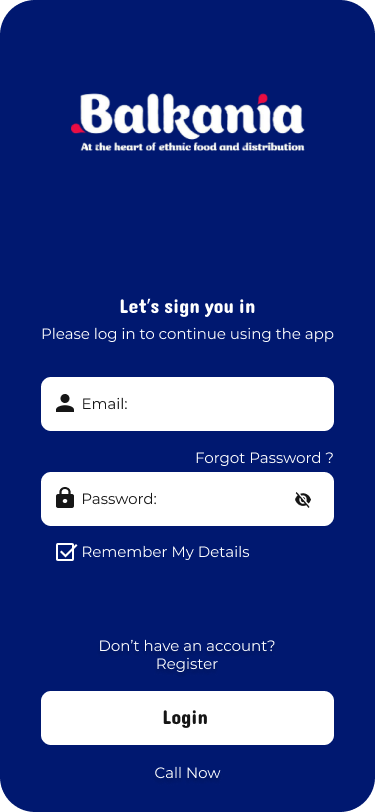 Balkania
At the heart of ethnic food and distribution
Let's sign you in
Please log in to continue using the app
Email:
Forgot Password ?
Password:
Remember My Details
Don't have an account?
Register
Login
Call Now